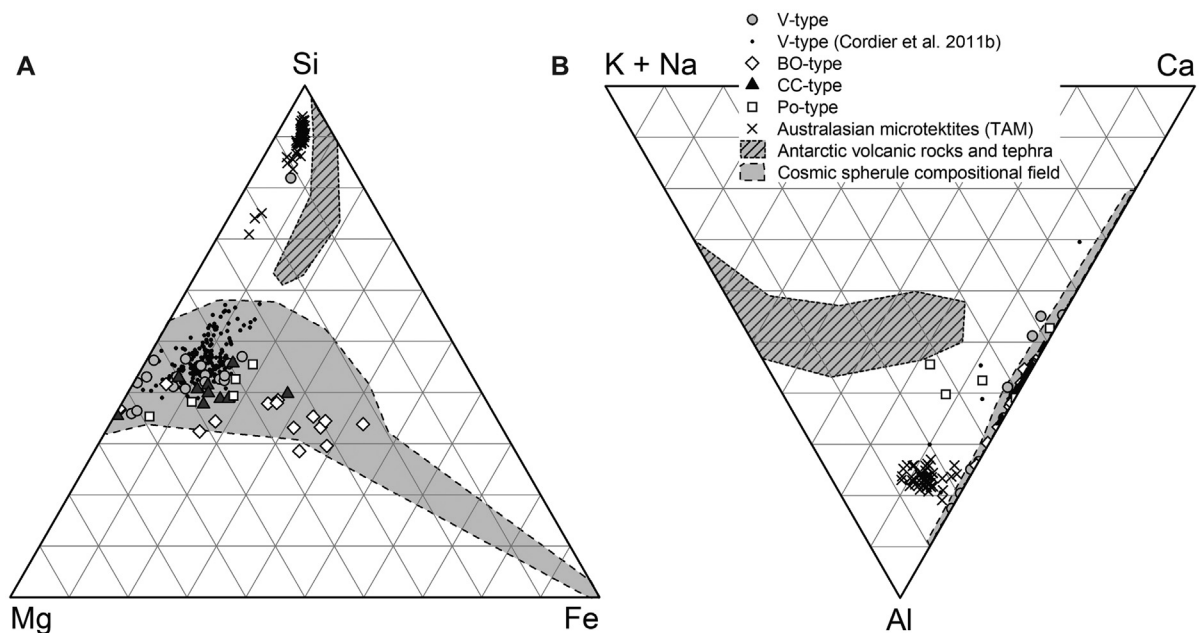 A
Si
Mg
Fe
B
K + Na
Ca
Al
V-type
V-type (Cordier et al. 2011b)
BO-type
CC-type
Po-type
Australasian microtektites (TAM)
Antarctic volcanic rocks and tephra
Cosmic spherule compositional field